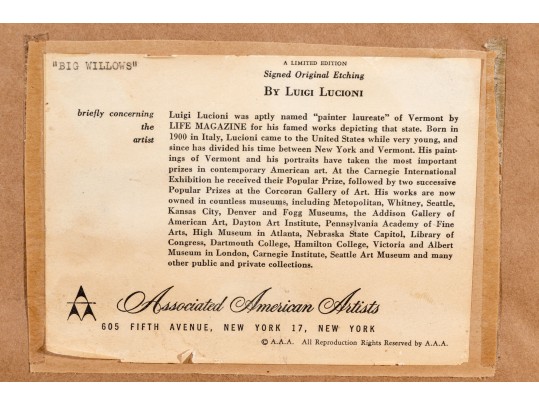 "BIG WILLOWS"
A LIMITED EDITION
Signed Original Etching
BY LUIGI LUCIONI
briefly concerning
the
artist
Luigi Lucioni was aptly named "painter laureate" of Vermont by
LIFE MAGAZINE for his famed works depicting that state. Born in
1900 in Italy, Lucioni came to the United States while very young, and
since has divided his time between New York and Vermont. His paint-
ings of Vermont and his portraits have taken the most important
prizes in contemporary American art. At the Carnegie International
Exhibition he received their Popular Prize, followed by two successive
Popular Prizes at the Corcoran Gallery of Art. His works are now
owned in countless museums, including Metopolitan, Whitney, Seattle,
Kansas City, Denver and Fogg Museums, the Addison Gallery of
American Art, Dayton Art Institute, Pennsylvania Academy of Fine
Arts, High Museum in Atlanta, Nebraska State Capitol, Library of
Congress, Dartmouth College, Hamilton College, Victoria and Albert
Museum in London, Carnegie Institute, Seattle Art Museum and many
other public and private collections.
Associated American Artists
605 FIFTH AVENUE, NEW YORK 17, NEW YORK
© A.A.A. All Reproduction Rights Reserved by A.A.A.